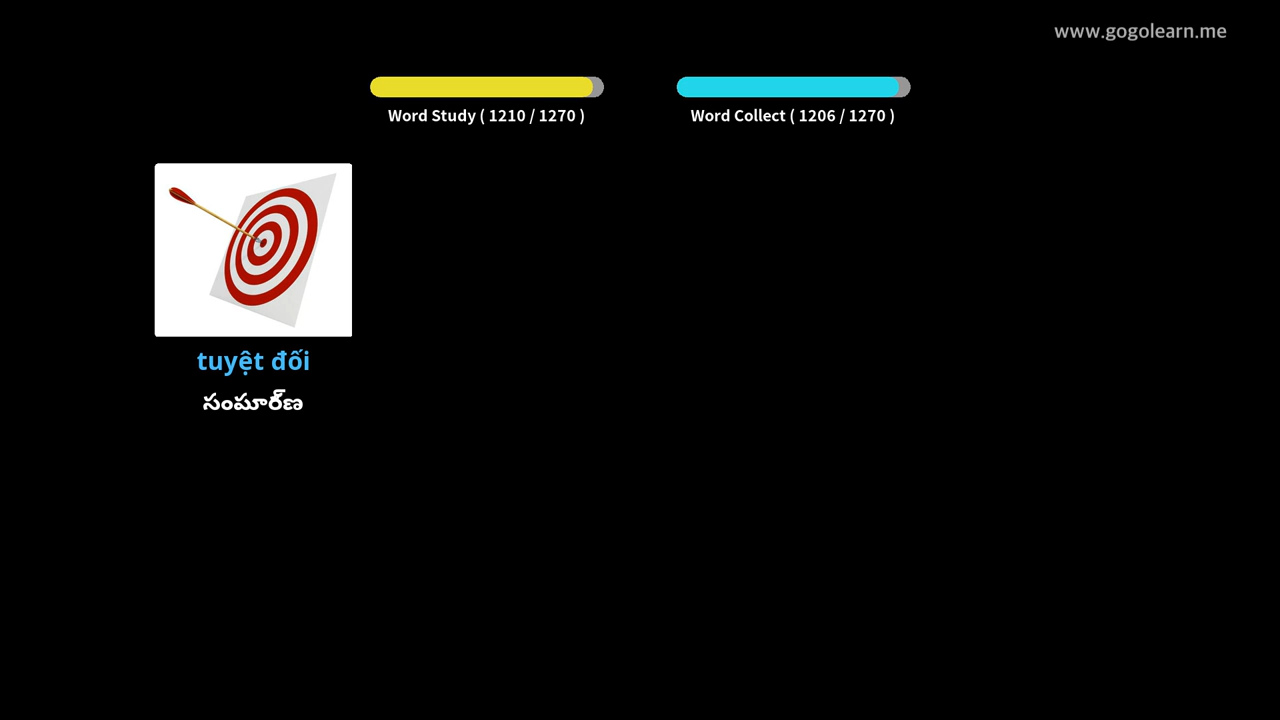 www.gogolearn.me
Word Study ( 1210 / 1270 )
Word Collect ( 1206 / 1270 )
tuyệt đối
సంపూర్ణ